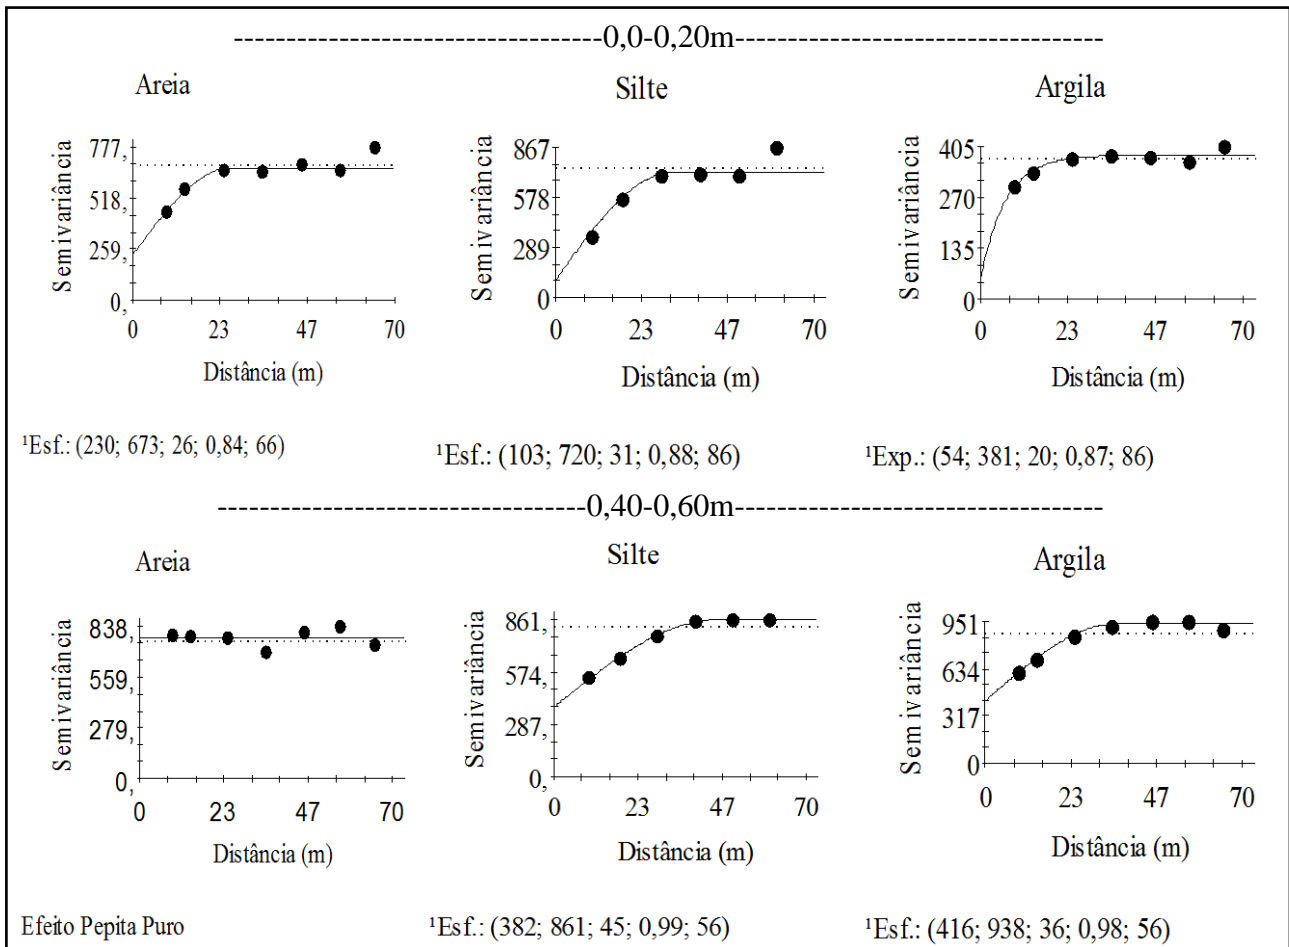 -----------------------------0,0-0,20m-----------------------------
Areia
Silte
Argila
Semivariância
777,
518,
259,
0,
0 23 47 70
Distância (m)
Semivariância
867
578
289
0
0 23 47 70
Distância (m)
Semivariância
405
270
135
0
0 23 47 70
Distância (m)
¹Esf.: (230; 673; 26; 0,84; 66)
¹Esf.: (103; 720; 31; 0,88; 86)
¹Exp.: (54; 381; 20; 0,87; 86)
-----------------------------0,40-0,60m-----------------------------
Areia
Silte
Argila
Semivariância
838,
559,
279,
0,
0 23 47 70
Distância (m)
Semivariância
861,
574,
287,
0,
0 23 47 70
Distância (m)
Semivariância
951
634
317
0
0 23 47 70
Distância (m)
Efeito Pepita Puro
¹Esf.: (382; 861; 45; 0,99; 56)
¹Esf.: (416; 938; 36; 0,98; 56)